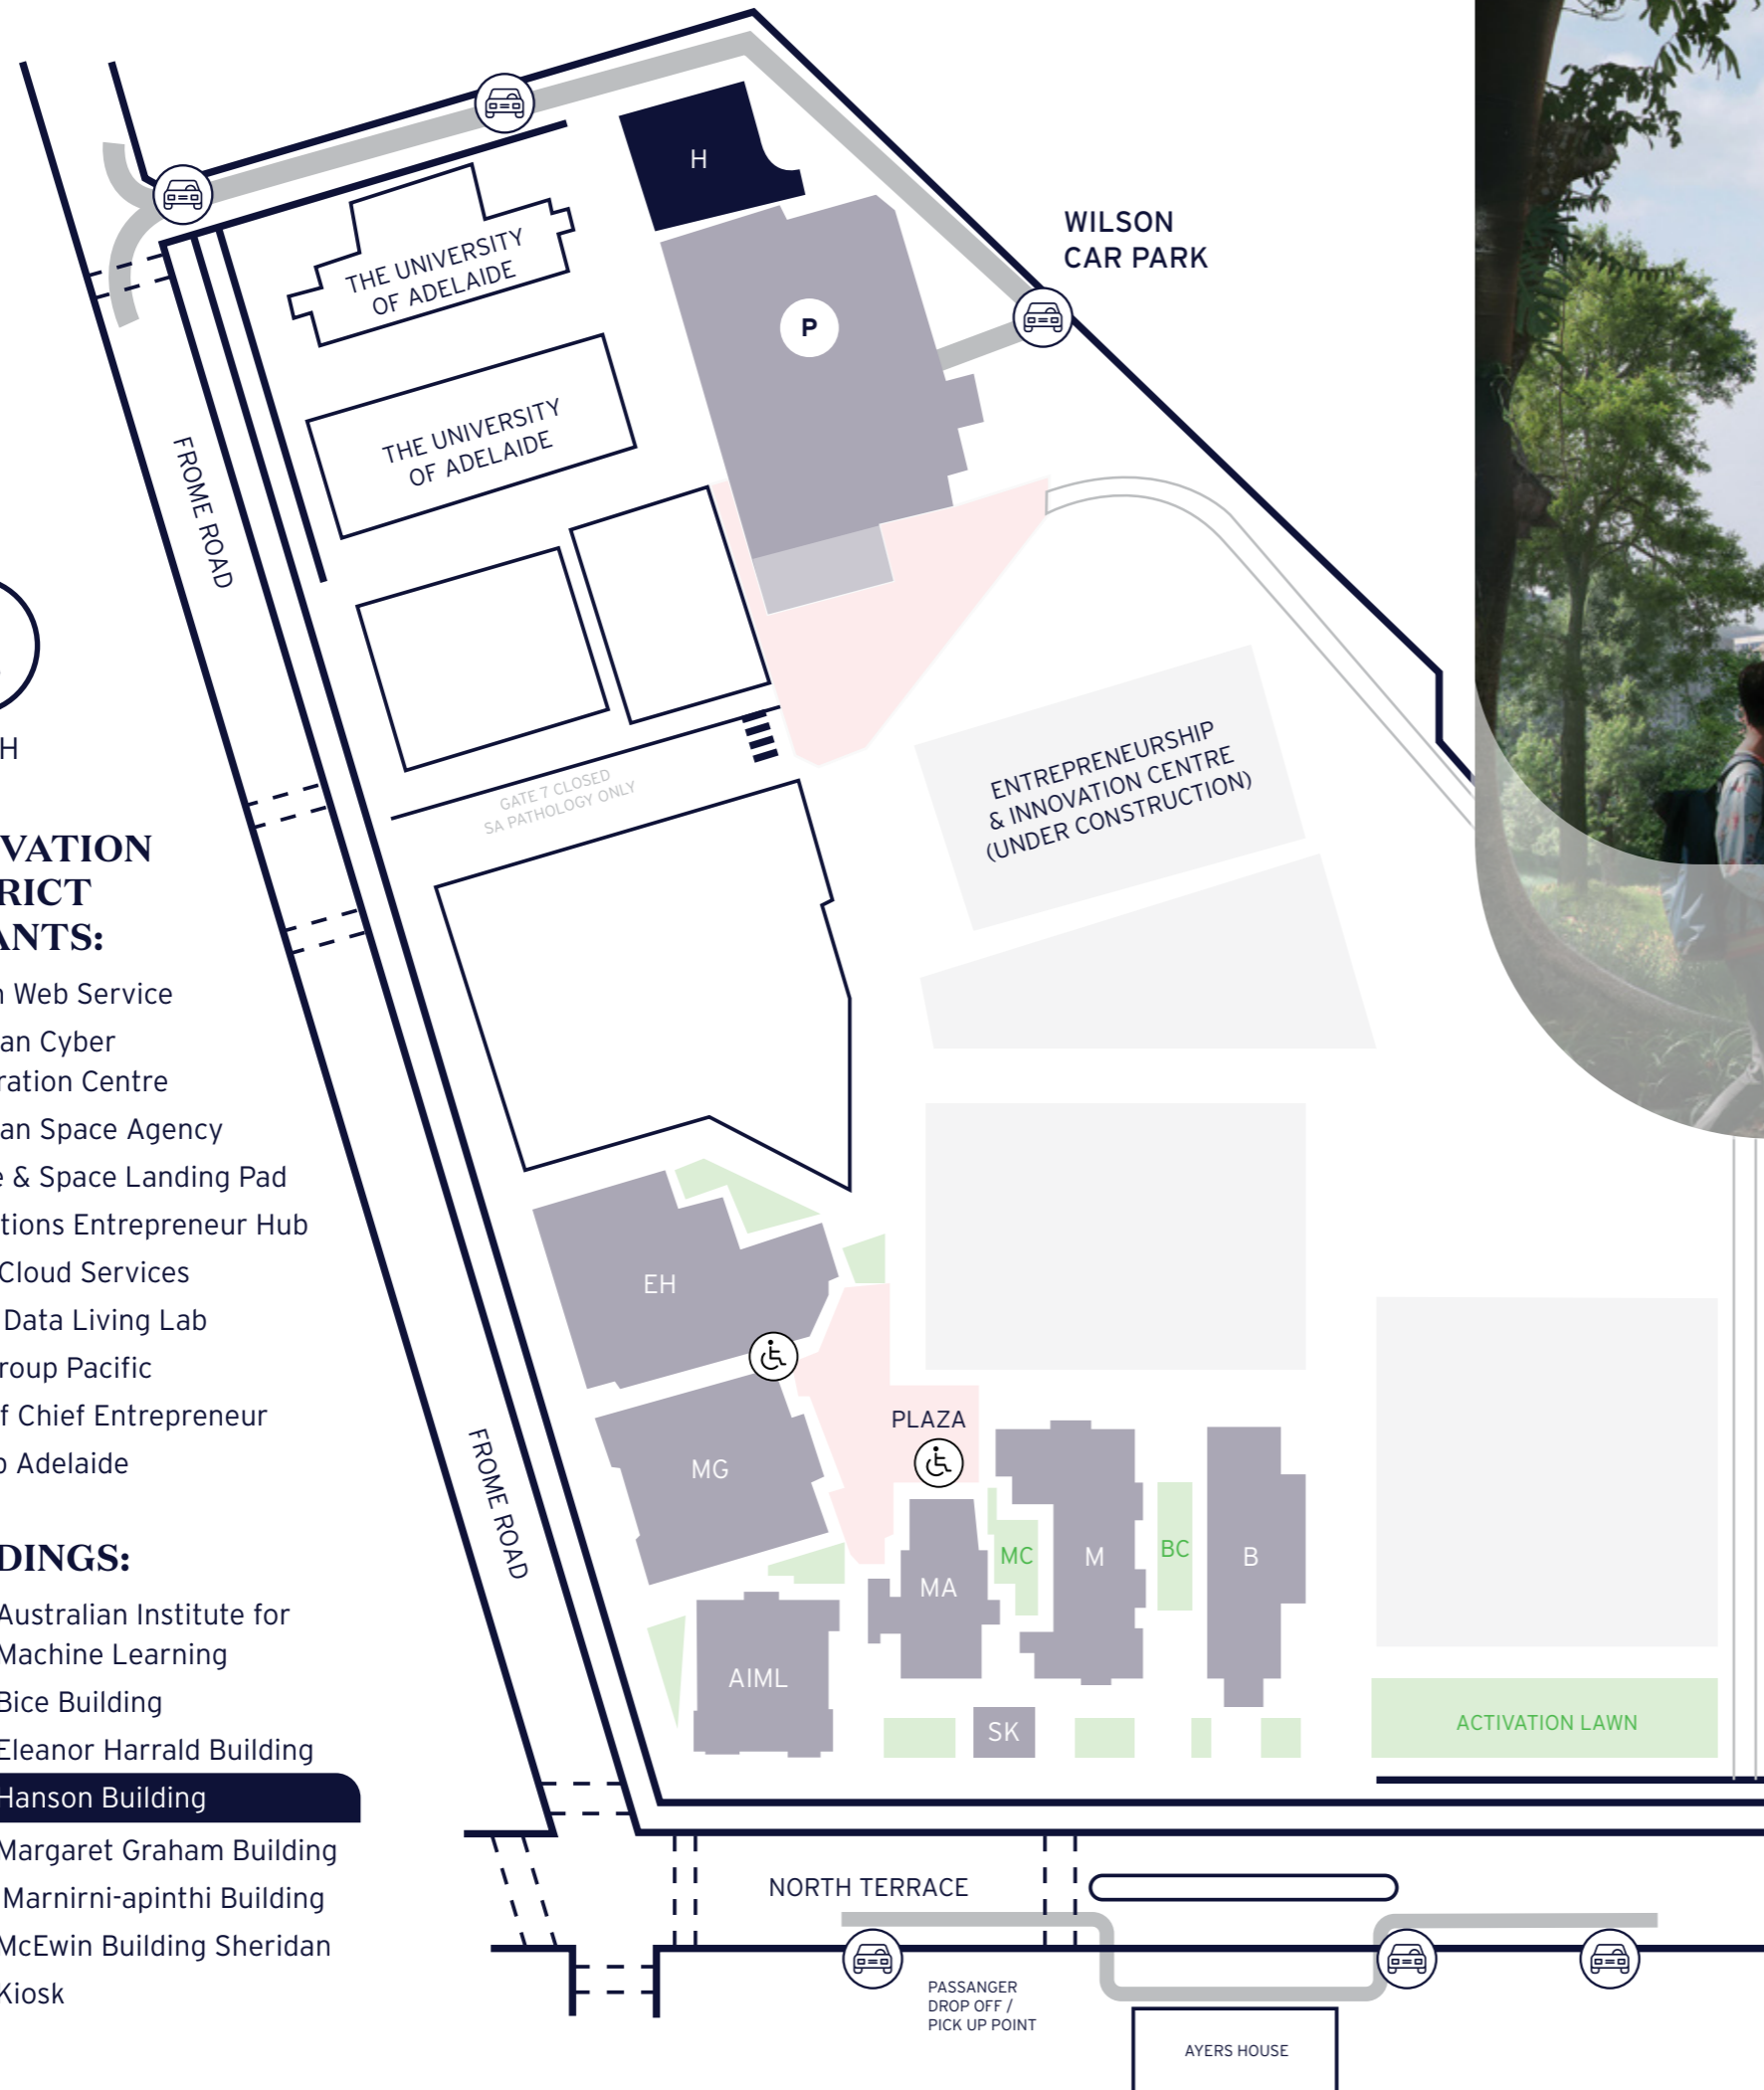 H
WILSON
CAR PARK
THE UNIVERSITY
OF ADELAIDE
P
THE UNIVERSITY
OF ADELAIDE
FROME ROAD
H
ENTREPRENEURSHIP
& INNOVATION CENTRE
(UNDER CONSTRUCTION)
GATE 7 CLOSED
SA PATHOLOGY ONLY
VATION
RICT
ANTS:
n Web Service
an Cyber
ration Centre
an Space Agency
e & Space Landing Pad
tions Entrepreneur Hub
Cloud Services
Data Living Lab
roup Pacific
f Chief Entrepreneur
o Adelaide
DINGS:
Australian Institute for
Machine Learning
Bice Building
Eleanor Harrald Building
Hanson Building
Margaret Graham Building
Marnirni-apinthi Building
McEwin Building Sheridan
Kiosk
EH
PLAZA
MG
FROME ROAD
MC
M
BC
B
MA
AIML
SK
ACTIVATION LAWN
NORTH TERRACE
PASSANGER
DROP OFF /
PICK UP POINT
AYERS HOUSE